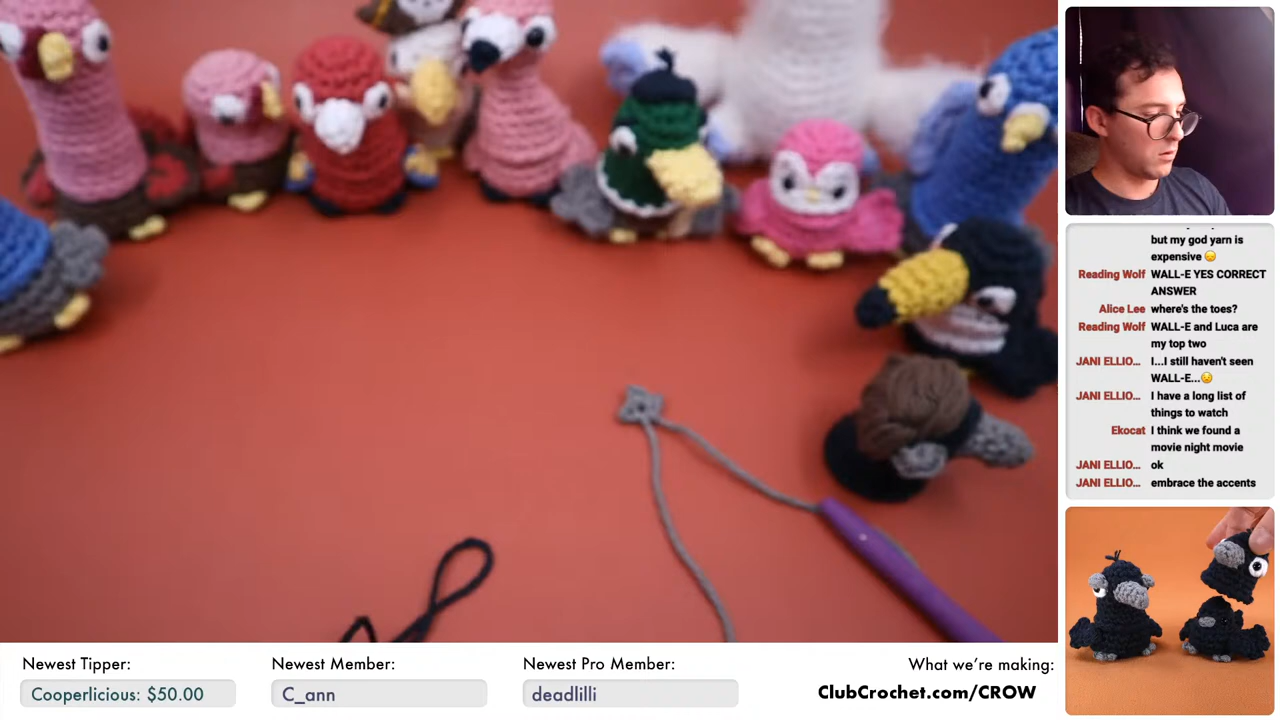 but my god yarn is
expensive 😞
Reading Wolf WALL-E YES CORRECT
ANSWER
Alice Lee where's the toes?
Reading Wolf WALL-E and Luca are
my top two
JANI ELLIO... I...I still haven't seen
WALL-E...😣
JANI ELLIO... I have a long list of
things to watch
Ekocat I think we found a
movie night movie
JANI ELLIO... ok
JANI ELLIO... embrace the accents
Newest Tipper: Newest Member: Newest Pro Member: What we're making:
Cooperlicious: $50.00 C_ann deadlilli ClubCrochet.com/CROW